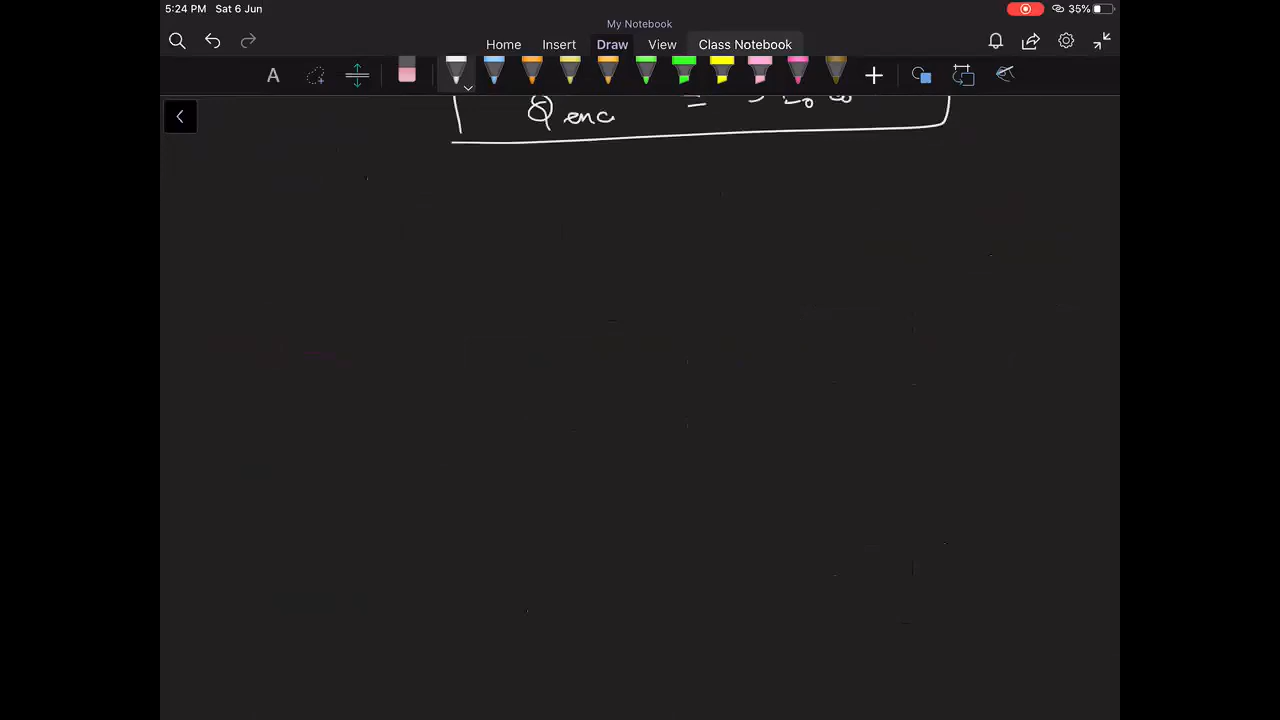 5:24 PM Sat 6 Jun
35%
My Notebook
Home Insert Draw View Class Notebook
A
Q enc =